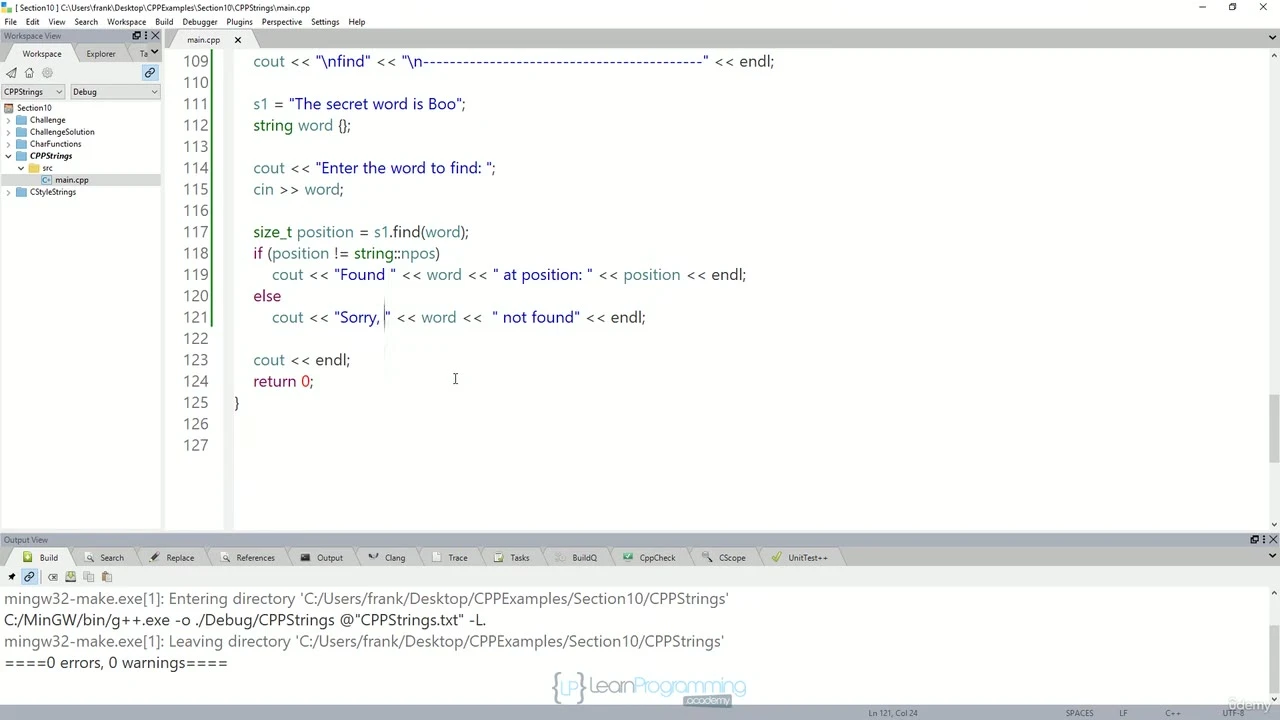 [ Section10 ] C:\Users\frank\Desktop\CPPExamples\Section10\CPPStrings\main.cpp
File Edit View Search Workspace Build Debugger Plugins Perspective Settings Help
Workspace View
Workspace Explorer Ta
CPPStrings Debug
Section10
Challenge
ChallengeSolution
CharFunctions
CPPStrings
src
main.cpp
CStyleStrings
main.cpp
109 cout << "\nfind" << "\n-----------------------------------------" << endl;
110
111 s1 = "The secret word is Boo";
112 string word {};
113
114 cout << "Enter the word to find: ";
115 cin >> word;
116
117 size_t position = s1.find(word);
118 if (position != string::npos)
119 cout << "Found " << word << " at position: " << position << endl;
120 else
121 cout << "Sorry, " << word <<  " not found" << endl;
122
123 cout << endl;
124 return 0;
125 }
126
127
Output View
Build Search Replace References Output Clang Trace Tasks BuildQ CppCheck CScope UnitTest++
mingw32-make.exe[1]: Entering directory 'C:/Users/frank/Desktop/CPPExamples/Section10/CPPStrings'
C:/MinGW/bin/g++.exe -o ./Debug/CPPStrings @"CPPStrings.txt" -L.
mingw32-make.exe[1]: Leaving directory 'C:/Users/frank/Desktop/CPPExamples/Section10/CPPStrings'
====0 errors, 0 warnings====
{LP} LearnProgramming
academy
ûdemy
Ln 121, Col 24 SPACES LF C++ UTF-8